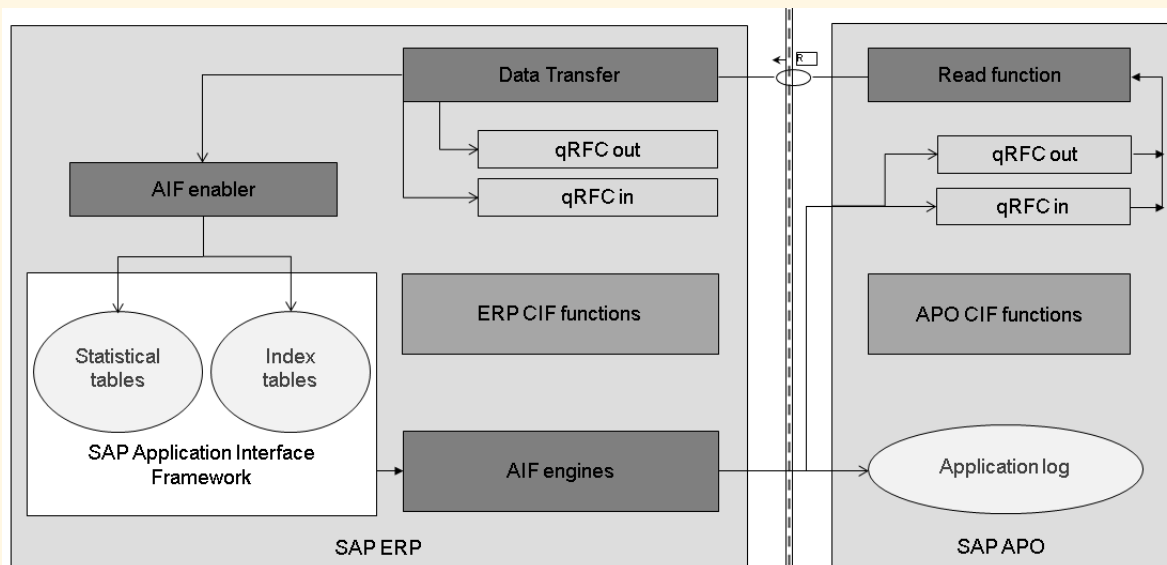 R
Data Transfer
Read function
qRFC out
qRFC out
AIF enabler
qRFC in
qRFC in
ERP CIF functions
APO CIF functions
Statistical
tables
Index
tables
SAP Application Interface
Framework
AIF engines
Application log
SAP ERP
SAP APO